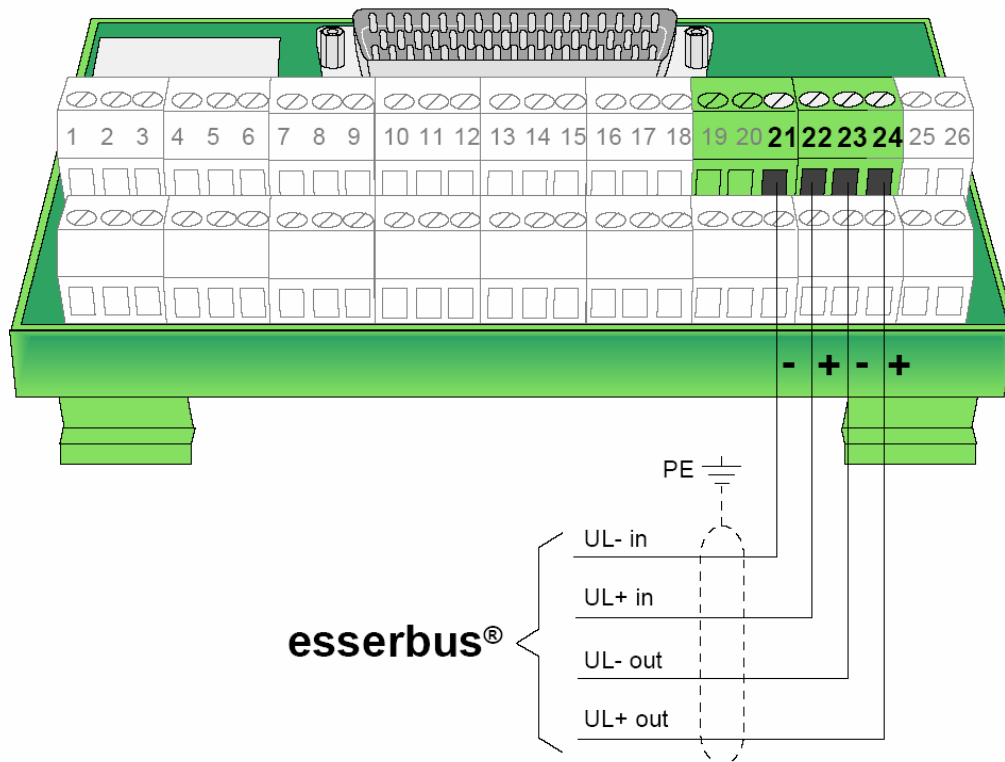 1 2 3 4 5 6 7 8 9 10 11 12 13 14 15 16 17 18 19 20 21 22 23 24 25 26
- + - +
PE
UL- in
UL+ in
esserbus®
UL- out
UL+ out